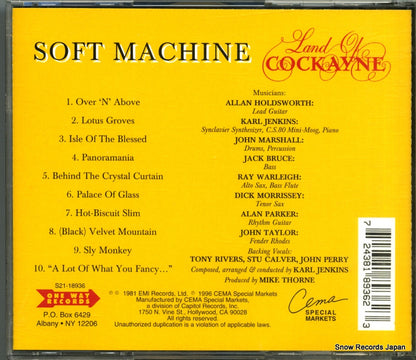 SOFT MACHINE
Land Of
COCKAYNE
1. Over 'N' Above
2. Lotus Groves
3. Isle Of The Blessed
4. Panoramania
5. Behind The Crystal Curtain
6. Palace Of Glass
7. Hot-Biscuit Slim
8. (Black) Velvet Mountain
9. Sly Monkey
10. "A Lot Of What You Fancy..."
Musicians:
ALLAN HOLDSWORTH:
Lead Guitar
KARL JENKINS:
Synclavier Synthesizer, C.S.80 Mini-Moog, Piano
JOHN MARSHALL:
Drums, Percussion
JACK BRUCE:
Bass
RAY WARLEIGH:
Alto Sax, Bass Flute
DICK MORRISSEY:
Tenor Sax
ALAN PARKER:
Rhythm Guitar
JOHN TAYLOR:
Fender Rhodes
Backing Vocals:
TONY RIVERS, STU CALVER, JOHN PERRY
Composed, arranged & conducted by KARL JENKINS
Produced by MIKE THORNE
S21-18936
ONE WAY
RECORDS
P.O. Box 6429
Albany • NY 12206
℗ © 1981 EMI Records, Ltd. ℗ 1996 CEMA Special Markets
Manufactured by CEMA Special Markets,
a division of Capitol Records, Inc.
1750 N. Vine St., Hollywood, CA 90028
All rights reserved.
Unauthorized duplication is a violation of applicable laws.
Cema
SPECIAL
MARKETS
7 24381 89362 3
Snow Records Japan